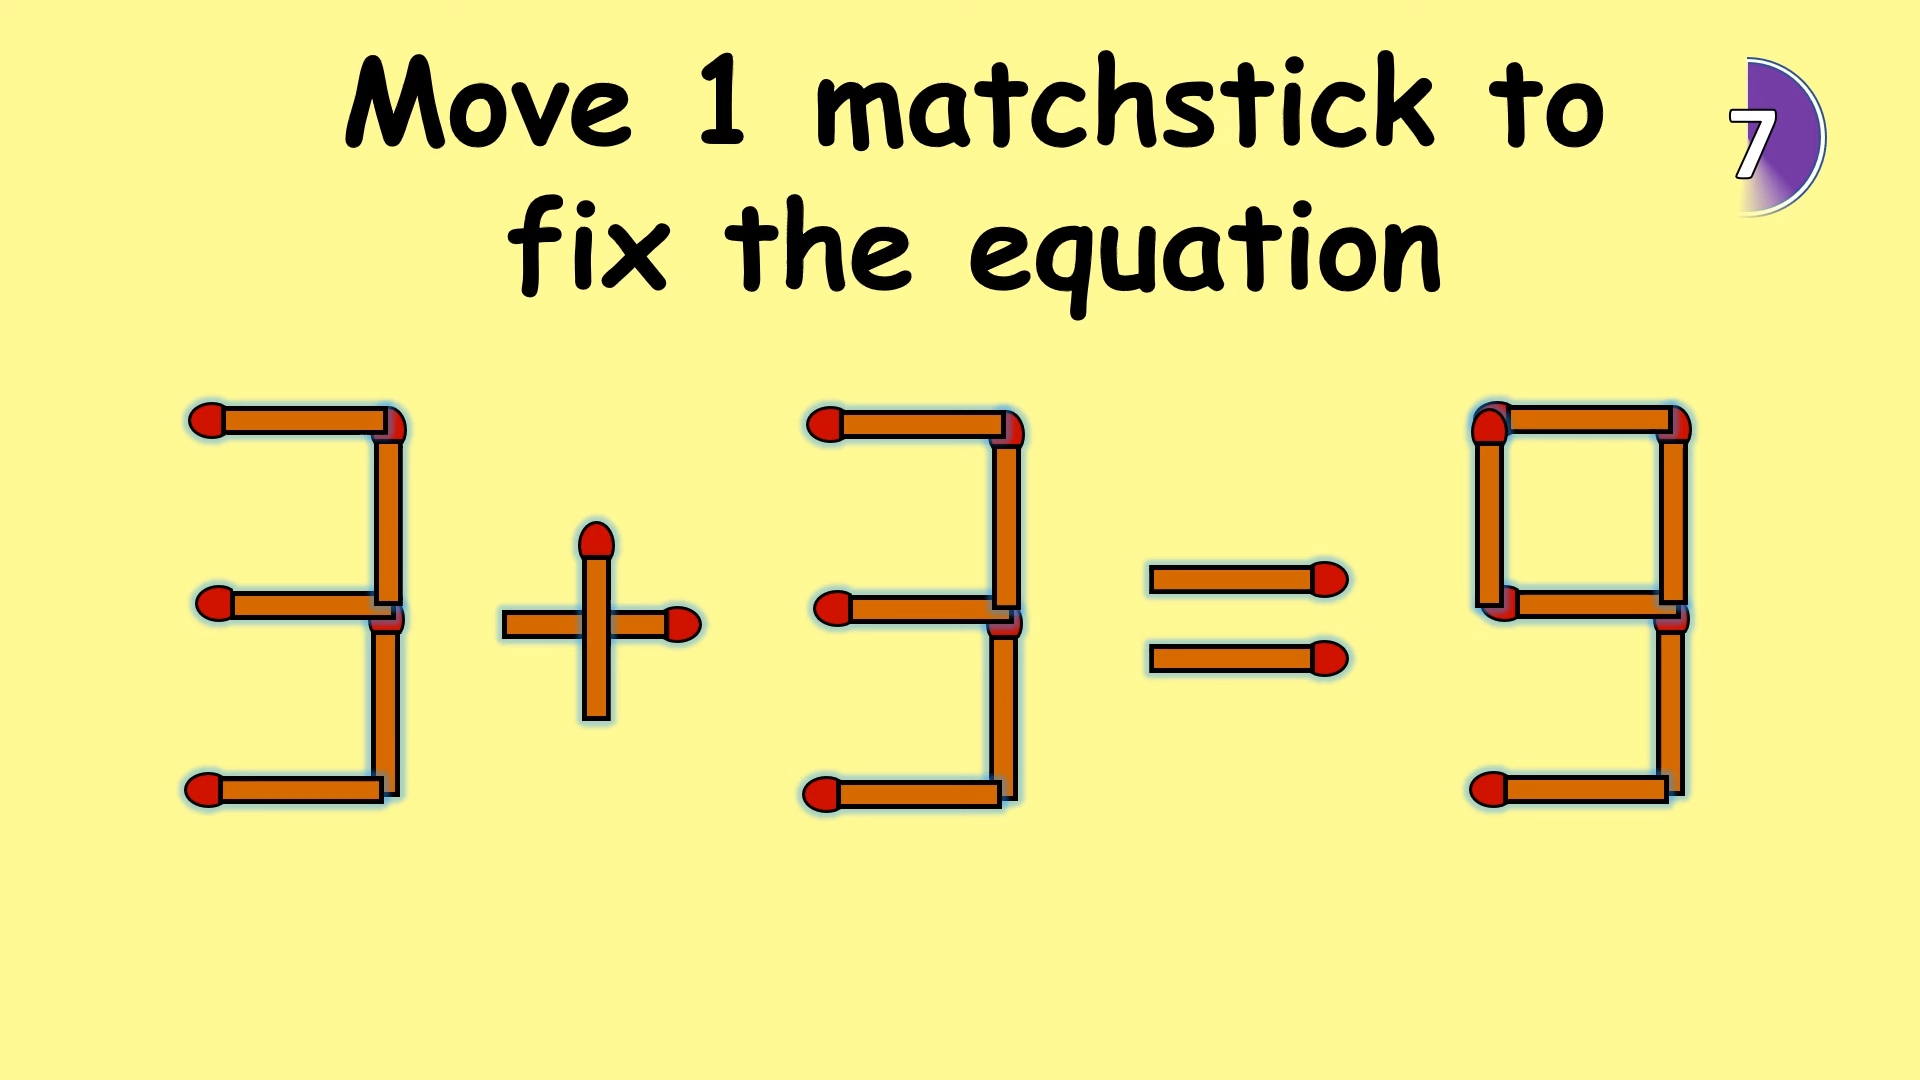 Move 1 matchstick to
fix the equation
7
3 + 3 = 9